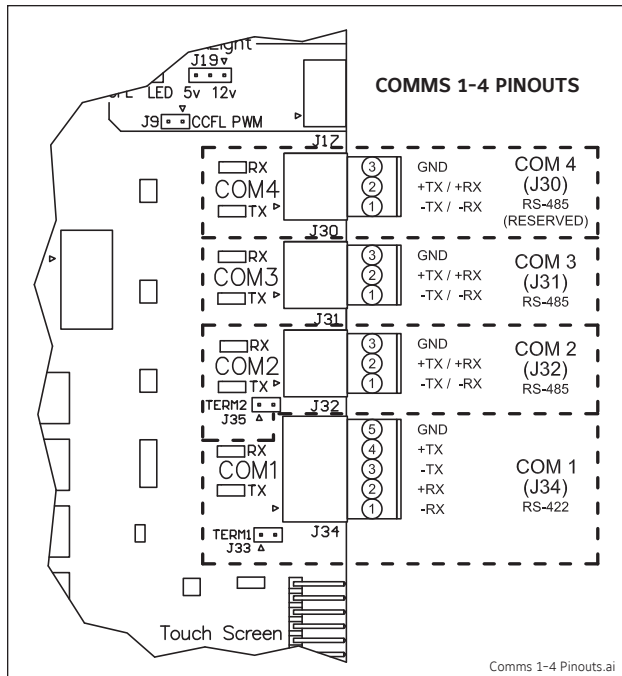 J19
LED 5v 12v
J9 CCFL PWM
COMMS 1-4 PINOUTS
J17
RX
COM4
TX
J30
3 GND
2 +TX / +RX
1 -TX / -RX
COM 4
(J30)
RS-485
(RESERVED)
RX
COM3
TX
J31
3 GND
2 +TX / +RX
1 -TX / -RX
COM 3
(J31)
RS-485
RX
COM2
TX
TERM2
J35
J32
3 GND
2 +TX / +RX
1 -TX / -RX
COM 2
(J32)
RS-485
RX
COM1
TX
TERM1
J33
J34
5 GND
4 +TX
3 -TX
2 +RX
1 -RX
COM 1
(J34)
RS-422
Touch Screen
Comms 1-4 Pinouts.ai